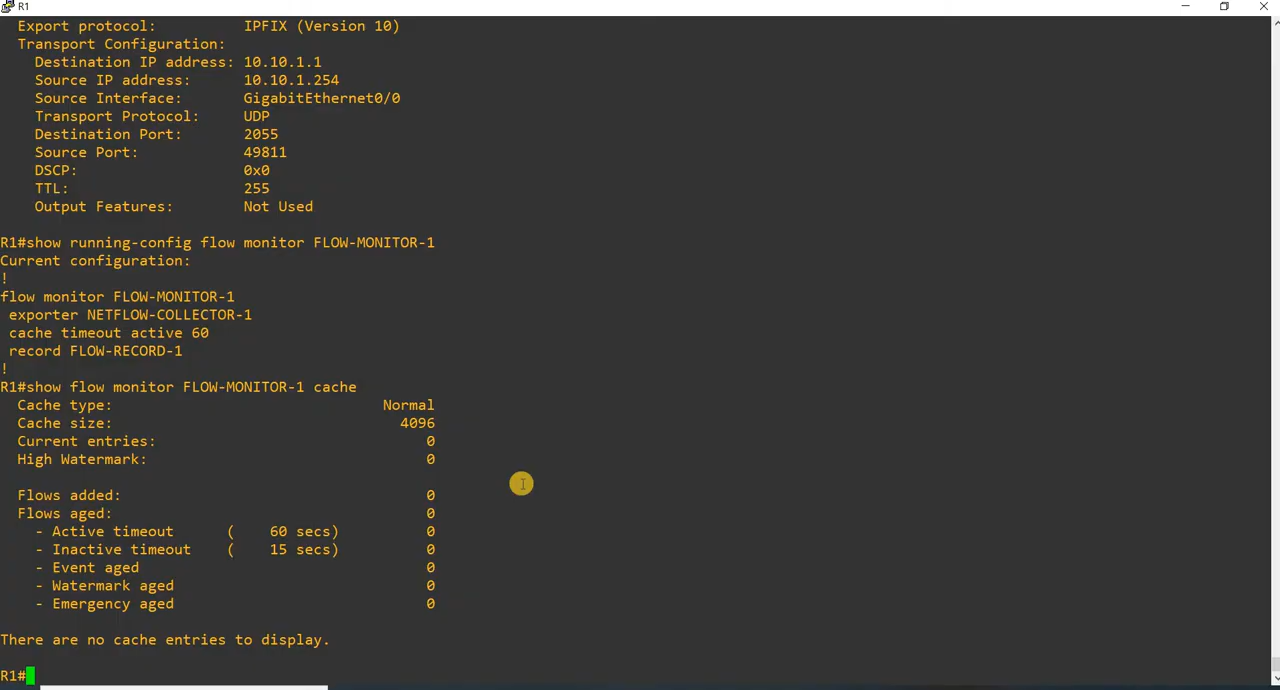 R1
Export protocol: IPFIX (Version 10)
Transport Configuration:
Destination IP address: 10.10.1.1
Source IP address: 10.10.1.254
Source Interface: GigabitEthernet0/0
Transport Protocol: UDP
Destination Port: 2055
Source Port: 49811
DSCP: 0x0
TTL: 255
Output Features: Not Used
R1#show running-config flow monitor FLOW-MONITOR-1
Current configuration:
!
flow monitor FLOW-MONITOR-1
exporter NETFLOW-COLLECTOR-1
cache timeout active 60
record FLOW-RECORD-1
!
R1#show flow monitor FLOW-MONITOR-1 cache
Cache type: Normal
Cache size: 4096
Current entries: 0
High Watermark: 0
Flows added: 0
Flows aged: 0
- Active timeout ( 60 secs) 0
- Inactive timeout ( 15 secs) 0
- Event aged 0
- Watermark aged 0
- Emergency aged 0
There are no cache entries to display.
R1#